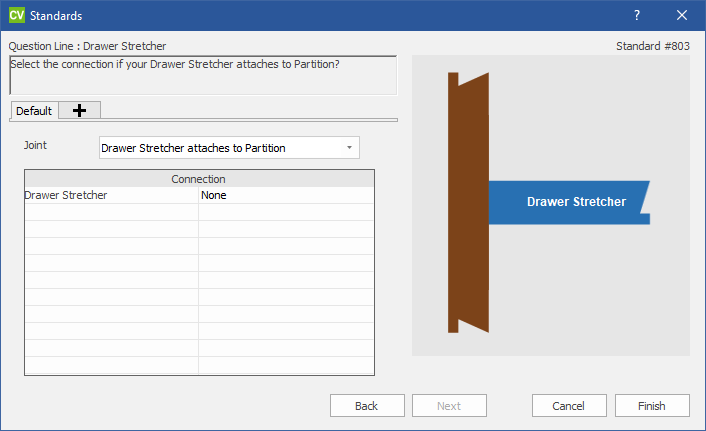 CV Standards ? ×
Question Line : Drawer Stretcher Standard #803
Select the connection if your Drawer Stretcher attaches to Partition?
Default +
Joint Drawer Stretcher attaches to Partition
Connection
Drawer Stretcher None
Drawer Stretcher
Back Next Cancel Finish